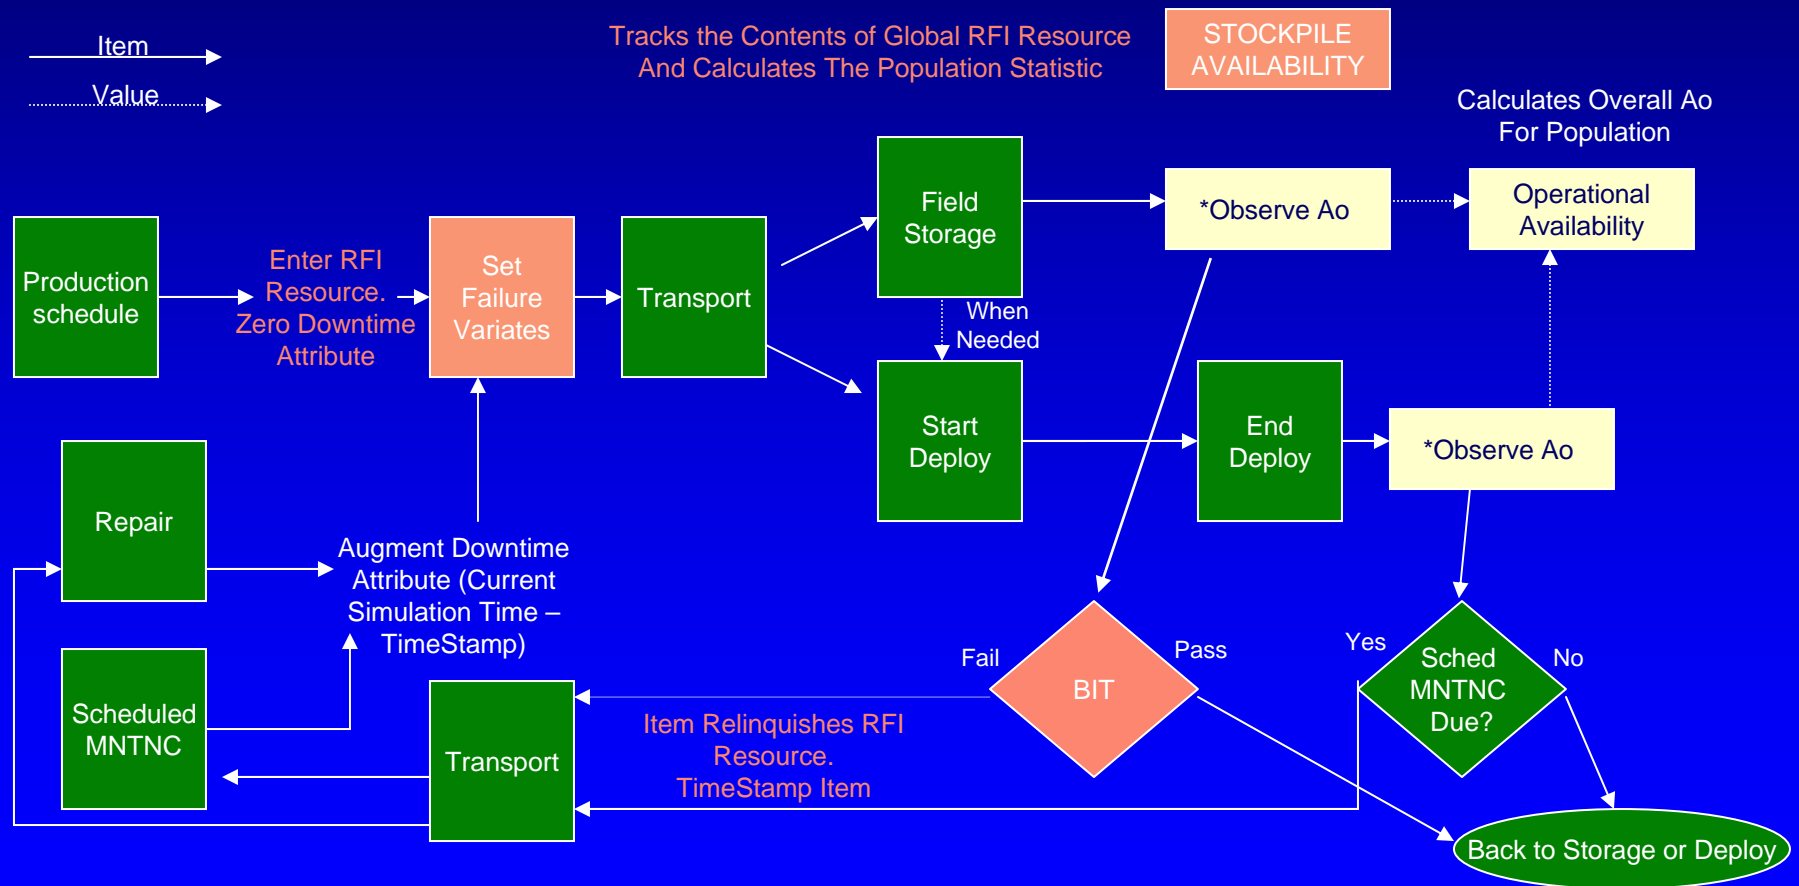 Item
Value
Tracks the Contents of Global RFI Resource
And Calculates The Population Statistic
STOCKPILE
AVAILABILITY
Calculates Overall Ao
For Population
Field
Storage
*Observe Ao
Operational
Availability
Production
schedule
Enter RFI
Resource.
Zero Downtime
Attribute
Set
Failure
Variates
Transport
When
Needed
Start
Deploy
End
Deploy
*Observe Ao
Repair
Augment Downtime
Attribute (Current
Simulation Time –
TimeStamp)
Scheduled
MNTNC
Transport
Fail
BIT
Pass
Yes
Sched
MNTNC
Due?
No
Item Relinquishes RFI
Resource.
TimeStamp Item
Back to Storage or Deploy